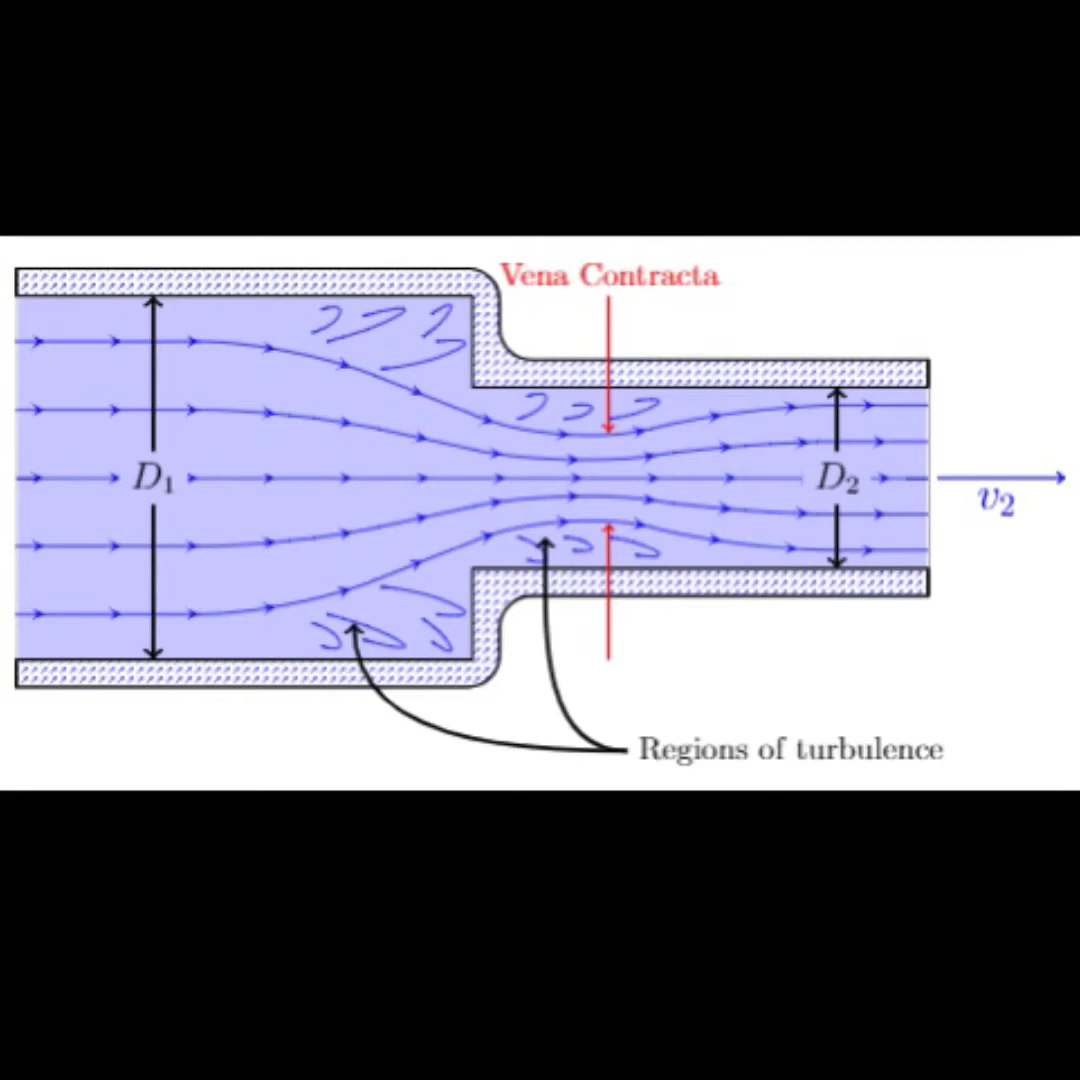 Vena Contracta
D₁
D₂
v₂
Regions of turbulence